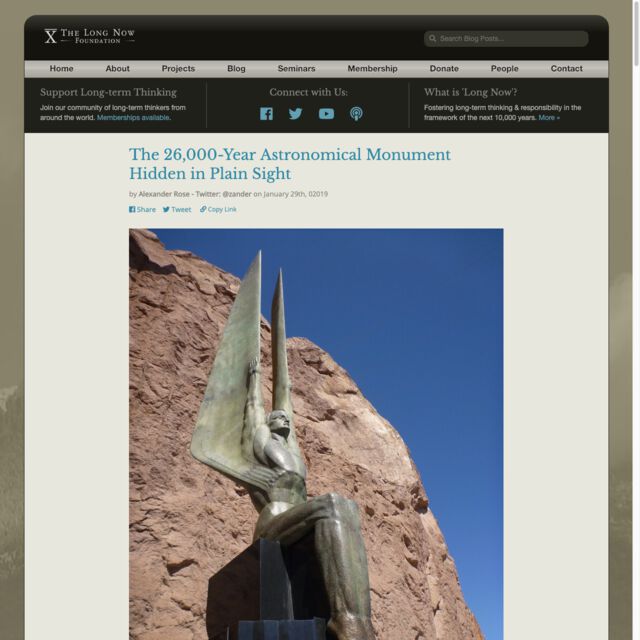 THE LONG NOW
FOUNDATION
Search Blog Posts...
Home About Projects Blog Seminars Membership Donate People Contact
Support Long-term Thinking
Join our community of long-term thinkers from
around the world. Memberships available.
Connect with Us:
What is 'Long Now'?
Fostering long-term thinking & responsibility in the
framework of the next 10,000 years. More »
The 26,000-Year Astronomical Monument
Hidden in Plain Sight
by Alexander Rose - Twitter: @zander on January 29th, 02019
Share Tweet Copy Link